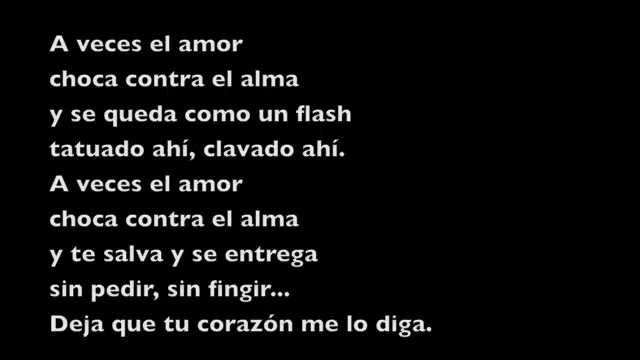 A veces el amor
choca contra el alma
y se queda como un flash
tatuado ahí, clavado ahí.
A veces el amor
choca contra el alma
y te salva y se entrega
sin pedir, sin fingir...
Deja que tu corazón me lo diga.